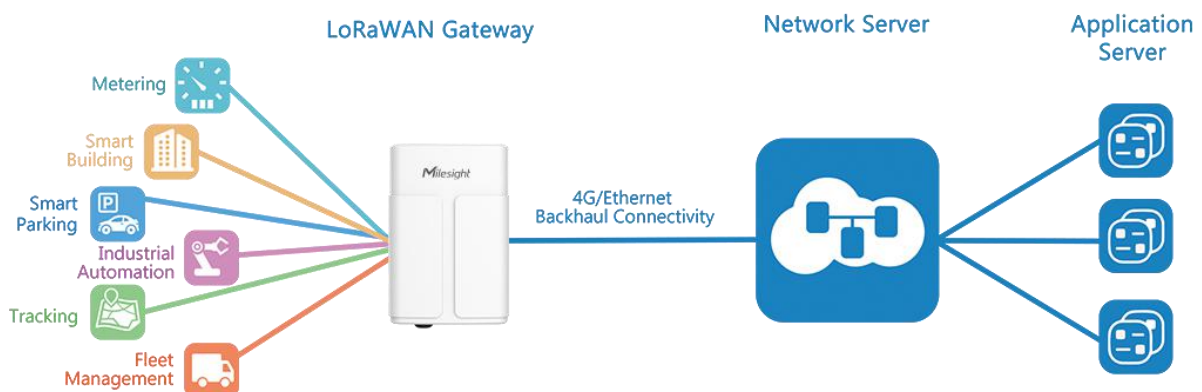 LoRaWAN Gateway
Network Server
Application
Server
Metering
Smart
Building
Smart
Parking
P
Industrial
Automation
Tracking
Fleet
Management
Milesight
4G/Ethernet
Backhaul Connectivity